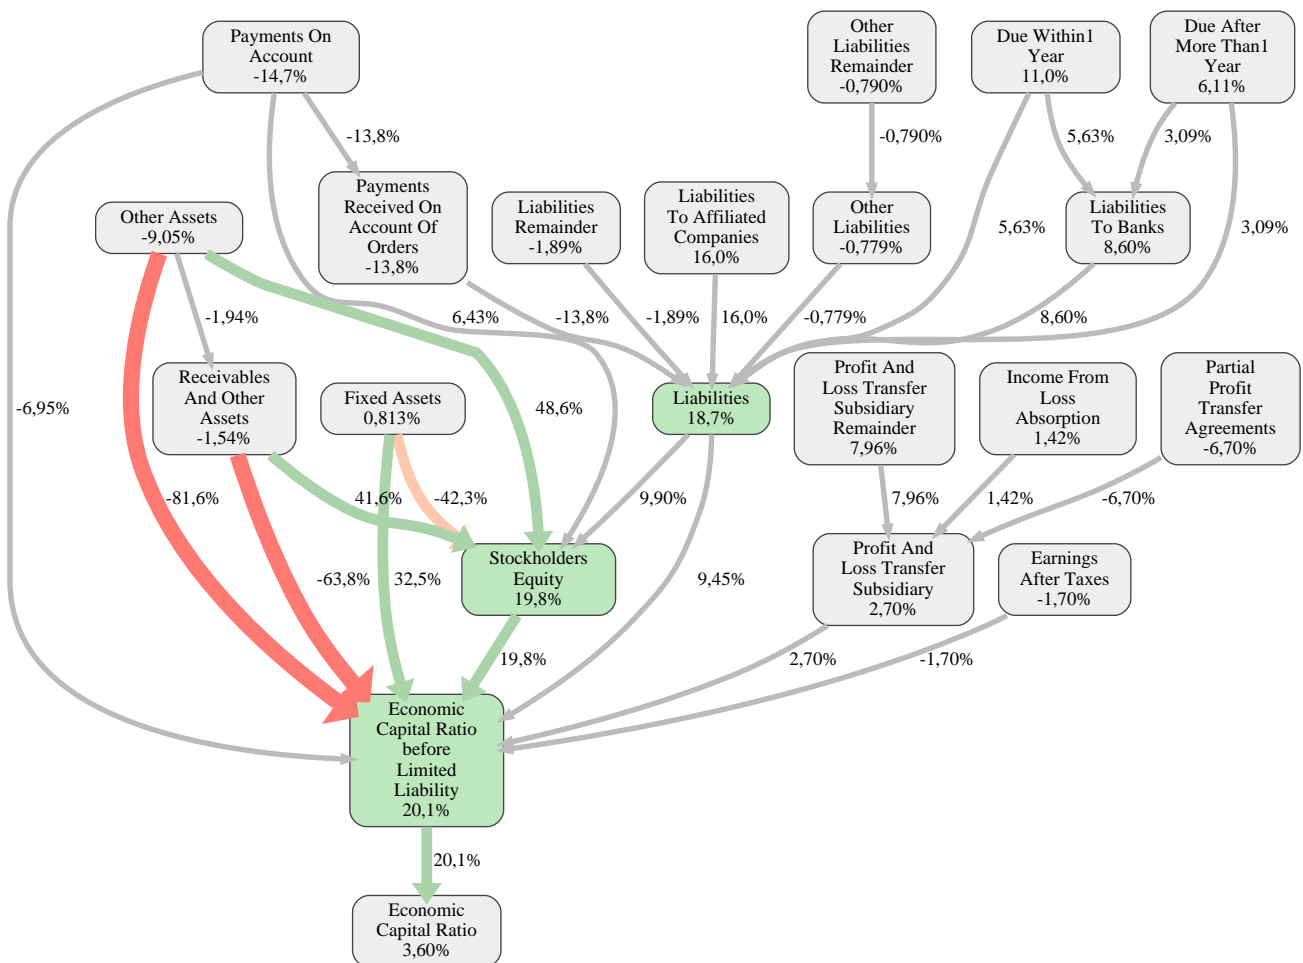 Payments On
Account
-14,7%
Other
Liabilities
Remainder
-0,790%
Due Within1
Year
11,0%
Due After
More Than1
Year
6,11%
-13,8%
-0,790%
5,63%
3,09%
Other Assets
-9,05%
Payments
Received On
Account Of
Orders
-13,8%
Liabilities
Remainder
-1,89%
Liabilities
To Affiliated
Companies
16,0%
Other
Liabilities
-0,779%
Liabilities
To Banks
8,60%
5,63%
3,09%
-1,94%
6,43%
-13,8%
-1,89%
16,0%
-0,779%
8,60%
Receivables
And Other
Assets
-1,54%
Fixed Assets
0,813%
Liabilities
18,7%
Profit And
Loss Transfer
Subsidiary
Remainder
7,96%
Income From
Loss
Absorption
1,42%
Partial
Profit
Transfer
Agreements
-6,70%
-6,95%
48,6%
-81,6%
41,6%
-42,3%
9,90%
7,96%
1,42%
-6,70%
Stockholders
Equity
19,8%
Profit And
Loss Transfer
Subsidiary
2,70%
Earnings
After Taxes
-1,70%
-63,8%
32,5%
9,45%
19,8%
2,70%
-1,70%
Economic
Capital Ratio
before
Limited
Liability
20,1%
20,1%
Economic
Capital Ratio
3,60%